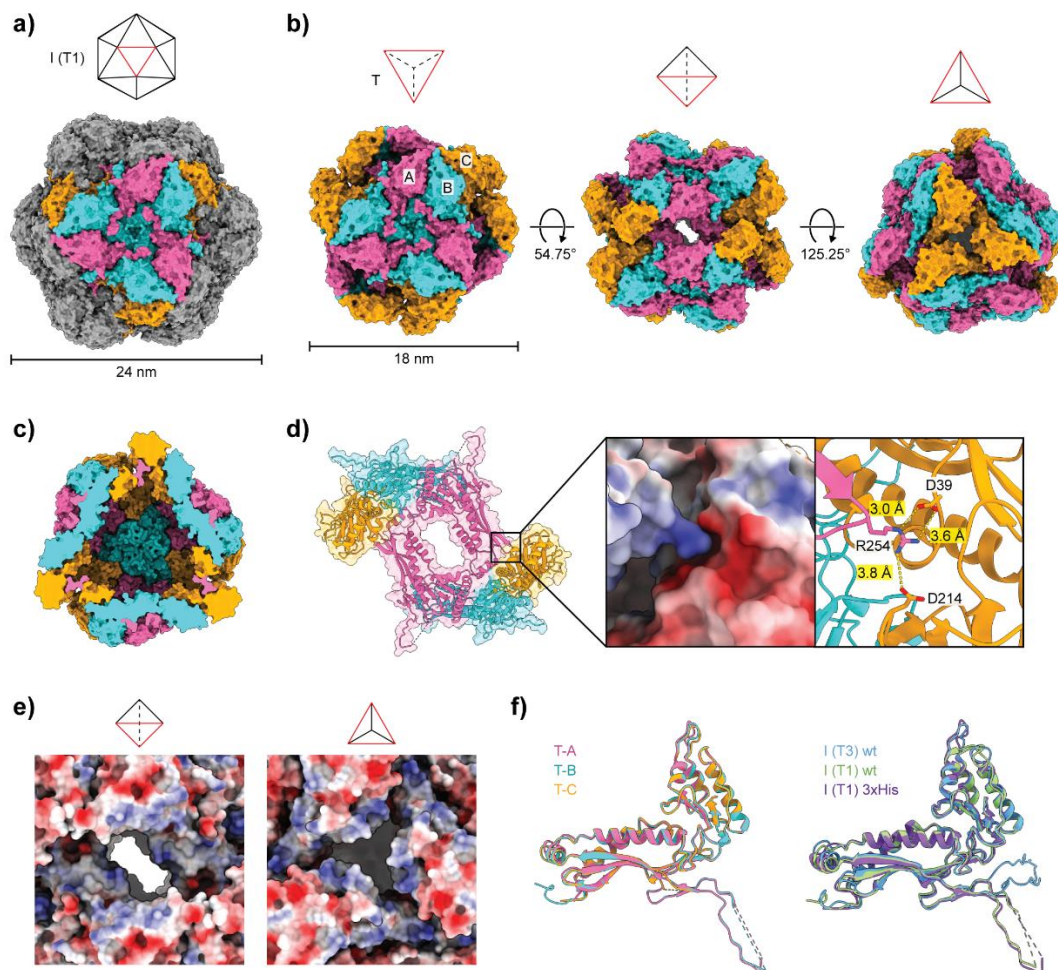 a)
I (T1)
24 nm
b)
T
A
B
C
18 nm
54.75°
125.25°
c)
d)
D39
3.0 Å
3.6 Å
R254
3.8 Å
D214
e)
f)
T-A
T-B
T-C
I (T3) wt
I (T1) wt
I (T1) 3xHis